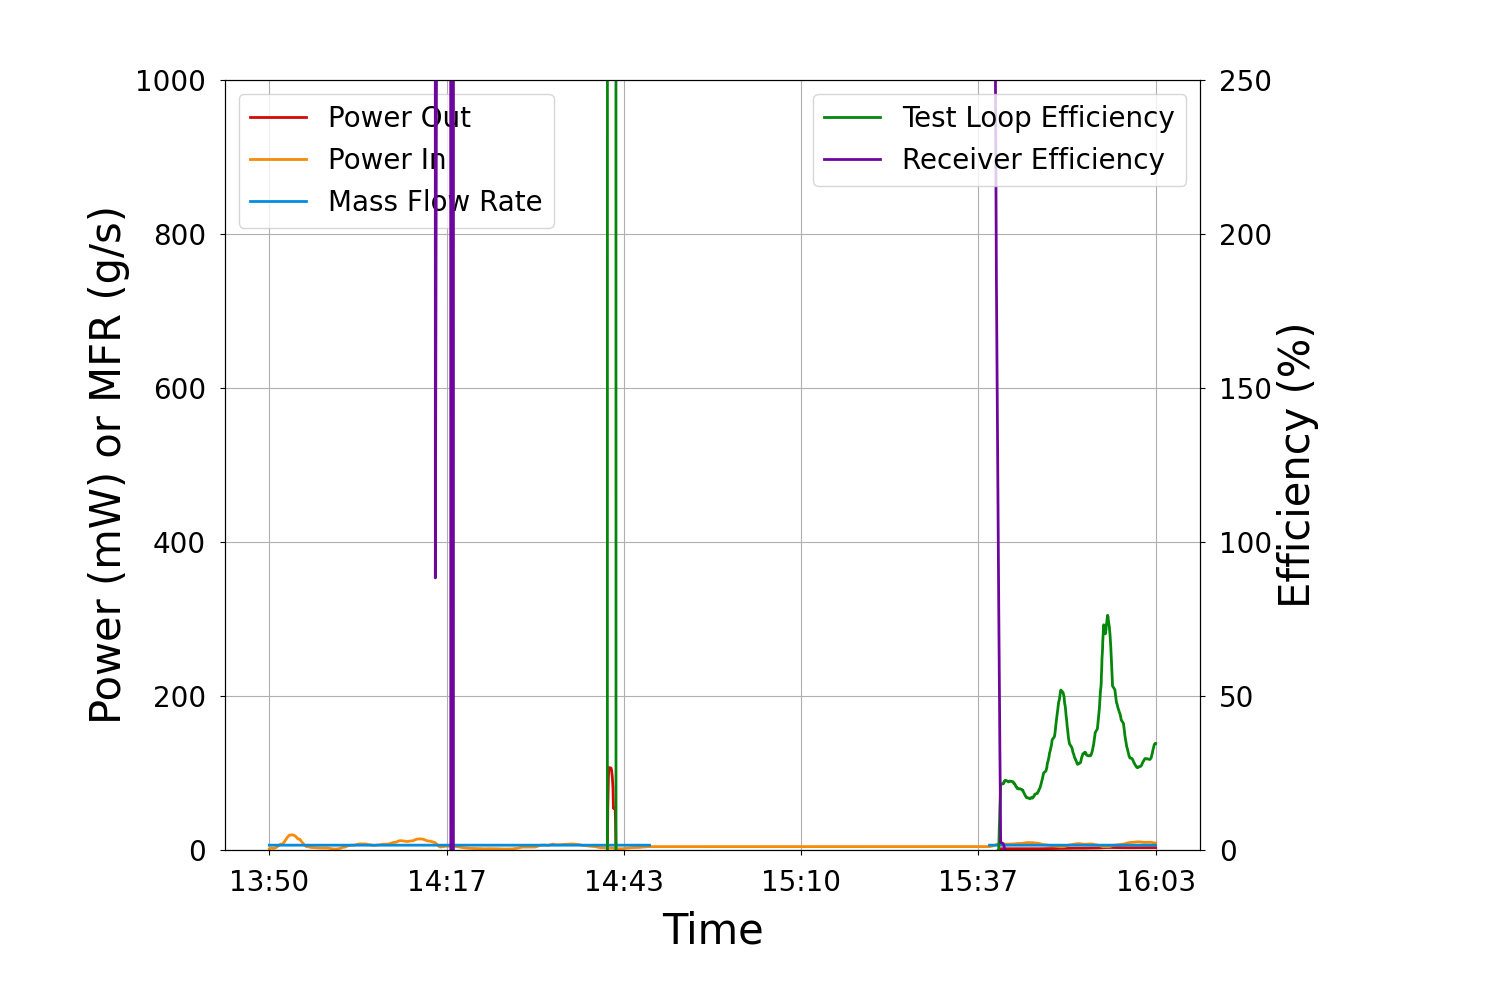 1000
800
600
400
200
0
Power (mW) or MFR (g/s)
Power Out
Power In
Mass Flow Rate
Test Loop Efficiency
Receiver Efficiency
250
200
150
100
50
0
Efficiency (%)
13:50 14:17 14:43 15:10 15:37 16:03
Time